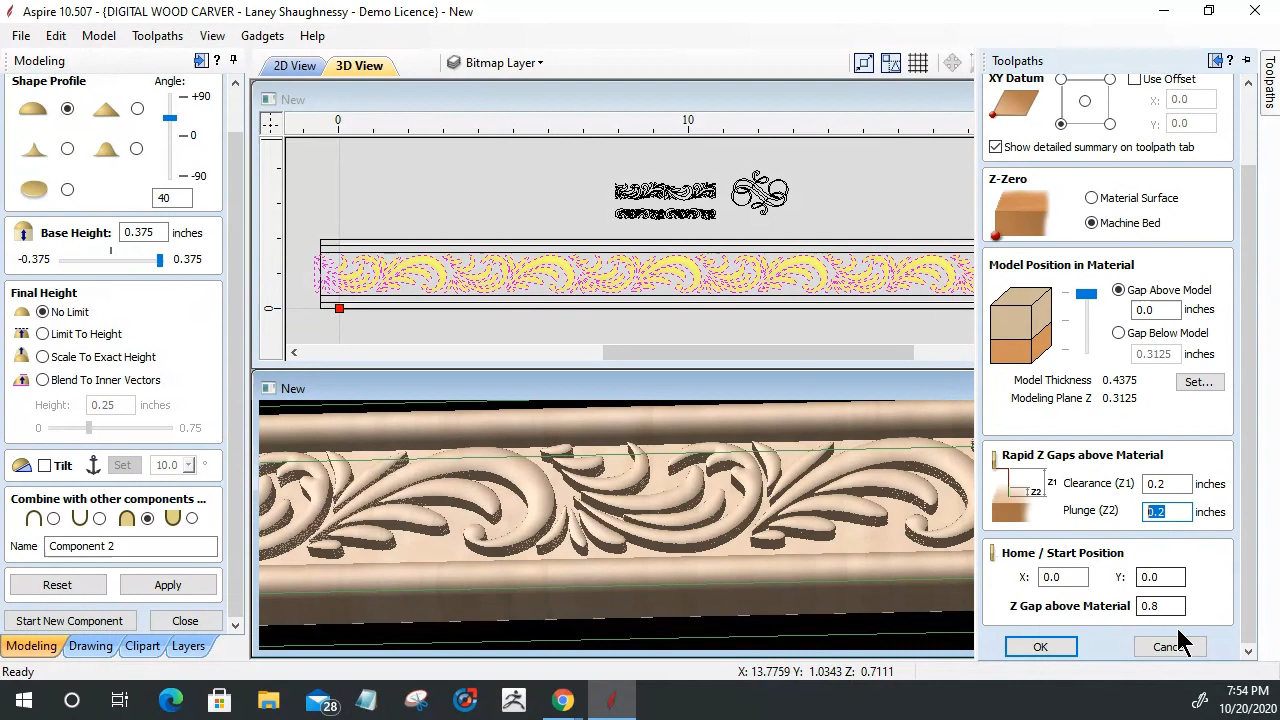 Aspire 10.507 - {DIGITAL WOOD CARVER - Laney Shaughnessy - Demo Licence} - New
File Edit Model Toolpaths View Gadgets Help
Modeling ?
Shape Profile Angle:
+90
0
-90
40
Base Height: 0.375 inches
-0.375 0.375
Final Height
No Limit
Limit To Height
Scale To Exact Height
Blend To Inner Vectors
Height: 0.25 inches
0 0.75
Tilt Set 10.0 °
Combine with other components ...
Name Component 2
Reset Apply
Start New Component Close
Modeling Drawing Clipart Layers
2D View 3D View Bitmap Layer
New
0 10
0
New
Toolpaths ?
Toolpaths
XY Datum Use Offset
X: 0.0
Y: 0.0
Show detailed summary on toolpath tab
Z-Zero
Material Surface
Machine Bed
Model Position in Material
Gap Above Model
0.0 inches
Gap Below Model
0.3125 inches
Model Thickness 0.4375 Set...
Modeling Plane Z 0.3125
Rapid Z Gaps above Material
Z1 Z2 Clearance (Z1) 0.2 inches
Plunge (Z2) 0.2 inches
Home / Start Position
X: 0.0 Y: 0.0
Z Gap above Material 0.8
OK
Ready X: 13.7759 Y: 1.0343 Z: 0.7111
28
7:54 PM
10/20/2020